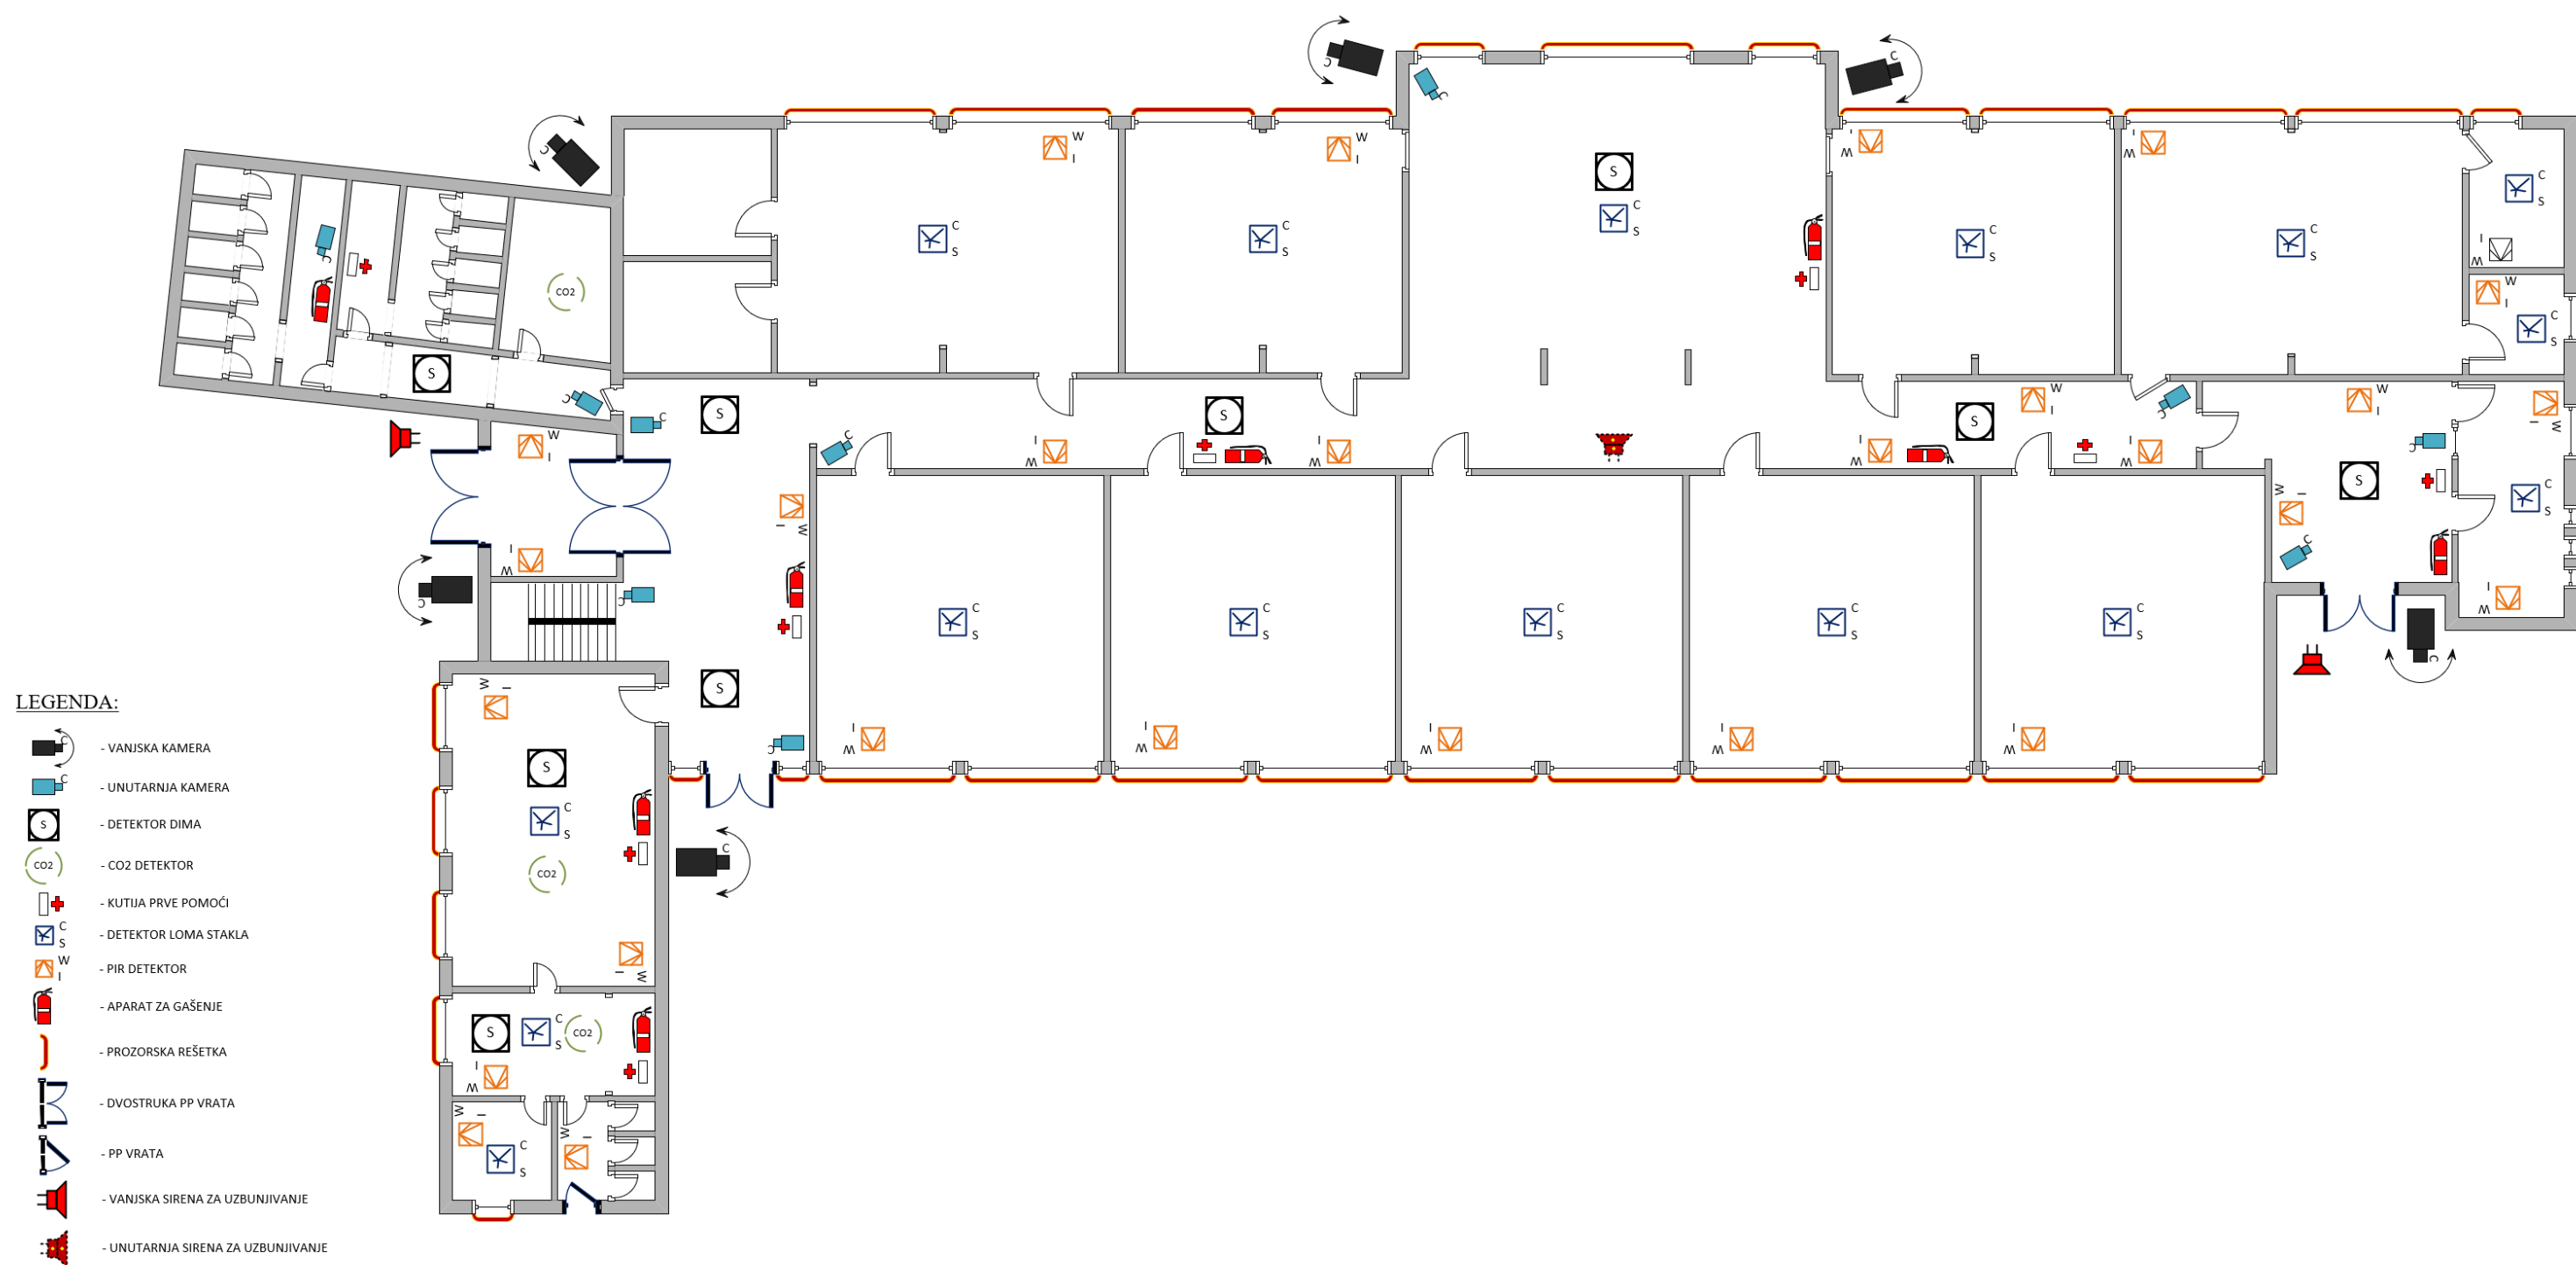 LEGENDA:
C - VANJSKA KAMERA
C - UNUTARNJA KAMERA
S - DETEKTOR DIMA
CO2 - CO2 DETEKTOR
- KUTIJA PRVE POMOĆI
C S - DETEKTOR LOMA STAKLA
W I - PIR DETEKTOR
- APARAT ZA GAŠENJE
- PROZORSKA REŠETKA
- DVOSTRUKA PP VRATA
- PP VRATA
- VANJSKA SIRENA ZA UZBUNJIVANJE
- UNUTARNJA SIRENA ZA UZBUNJIVANJE